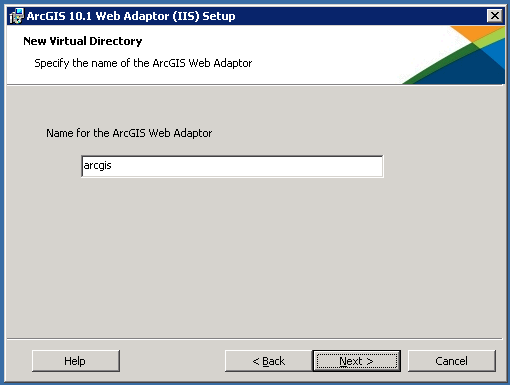 ArcGIS 10.1 Web Adaptor (IIS) Setup
New Virtual Directory
Specify the name of the ArcGIS Web Adaptor
Name for the ArcGIS Web Adaptor
arcgis
Help
< Back
Next >
Cancel